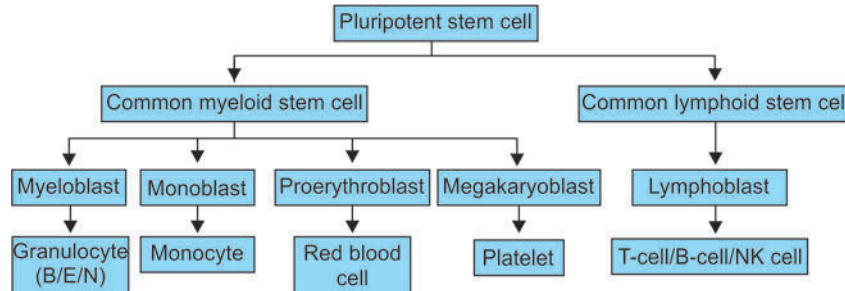 Pluripotent stem cell
Common myeloid stem cell
Common lymphoid stem cel
Myeloblast
Monoblast
Proerythroblast
Megakaryoblast
Lymphoblast
Granulocyte
(B/E/N)
Monocyte
Red blood
cell
Platelet
T-cell/B-cell/NK cell